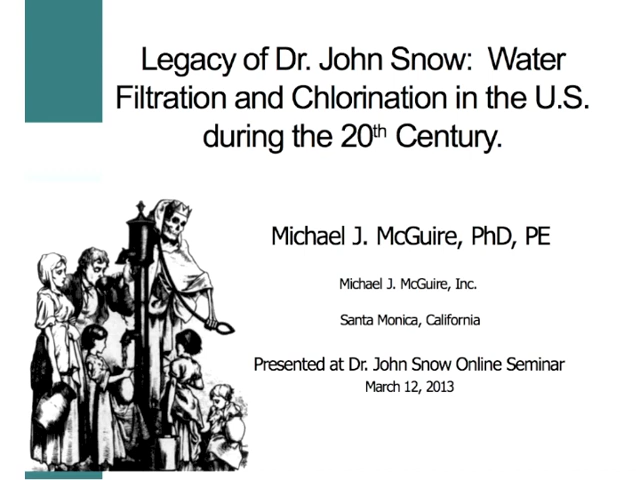 Legacy of Dr. John Snow: Water
Filtration and Chlorination in the U.S.
during the 20th Century.
Michael J. McGuire, PhD, PE
Michael J. McGuire, Inc.
Santa Monica, California
Presented at Dr. John Snow Online Seminar
March 12, 2013